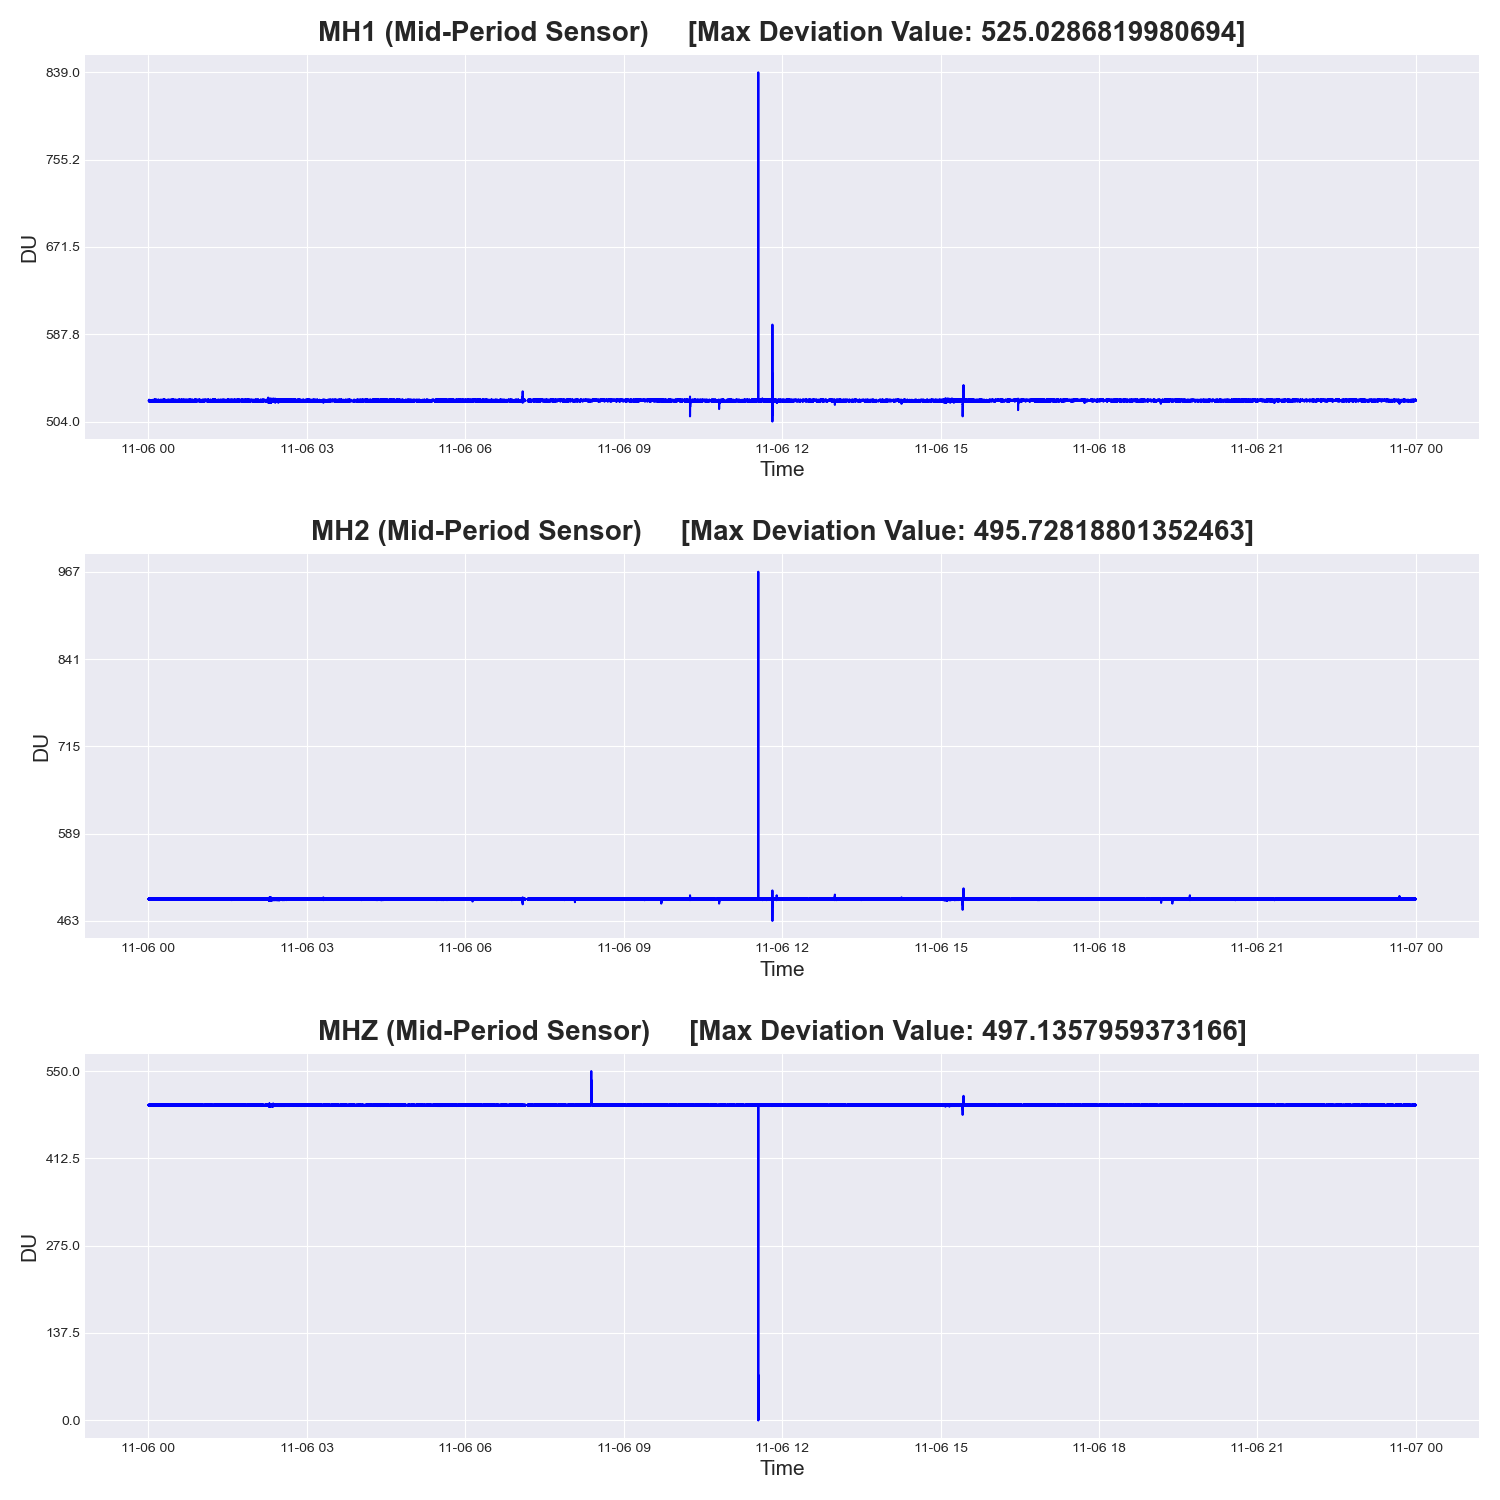 MH1 (Mid-Period Sensor) [Max Deviation Value: 525.0286819980694]
839.0
755.2
671.5
587.8
504.0
DU
11-06 00 11-06 03 11-06 06 11-06 09 11-06 12 11-06 15 11-06 18 11-06 21 11-07 00
Time
MH2 (Mid-Period Sensor) [Max Deviation Value: 495.72818801352463]
967
841
715
589
463
DU
11-06 00 11-06 03 11-06 06 11-06 09 11-06 12 11-06 15 11-06 18 11-06 21 11-07 00
Time
MHZ (Mid-Period Sensor) [Max Deviation Value: 497.1357959373166]
550.0
412.5
275.0
137.5
0.0
DU
11-06 00 11-06 03 11-06 06 11-06 09 11-06 12 11-06 15 11-06 18 11-06 21 11-07 00
Time